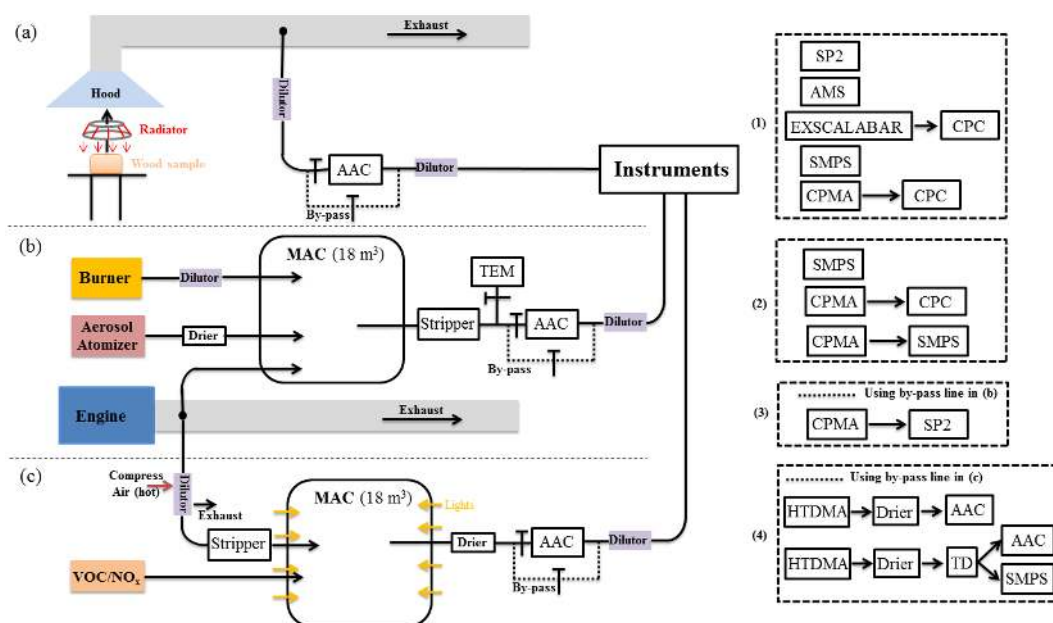 (a)
Exhaust
Hood
Radiator
Wood sample
Dilutor
AAC
By-pass
Dilutor
Instruments
(b)
MAC (18 m³)
Burner
Dilutor
Aerosol
Atomizer
Drier
Engine
Exhaust
TEM
Stripper
AAC
By-pass
Dilutor
(c)
Compress
Air (hot)
Dilutor
Exhaust
Stripper
VOC/NOₓ
MAC (18 m³)
Lights
Drier
AAC
By-pass
Dilutor
(1)
SP2
AMS
EXSCALABAR
CPC
SMPS
CPMA
CPC
(2)
SMPS
CPMA
CPC
CPMA
SMPS
(3)
Using by-pass line in (b)
CPMA
SP2
(4)
Using by-pass line in (c)
HTDMA
Drier
AAC
HTDMA
Drier
TD
AAC
SMPS